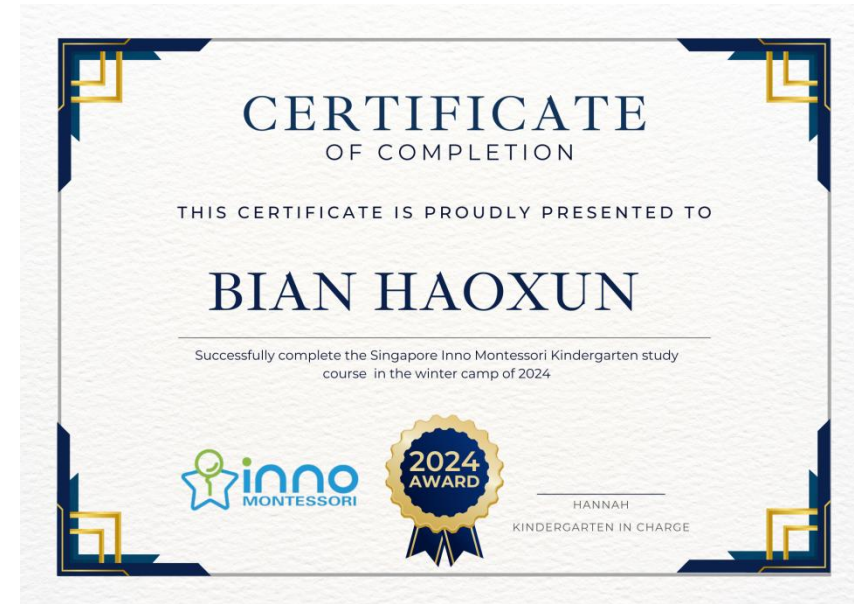 CERTIFICATE
OF COMPLETION
THIS CERTIFICATE IS PROUDLY PRESENTED TO
BIAN HAOXUN
Successfully complete the Singapore Inno Montessori Kindergarten study
course in the winter camp of 2024
inno
MONTESSORI
2024
AWARD
HANNAH
KINDERGARTEN IN CHARGE